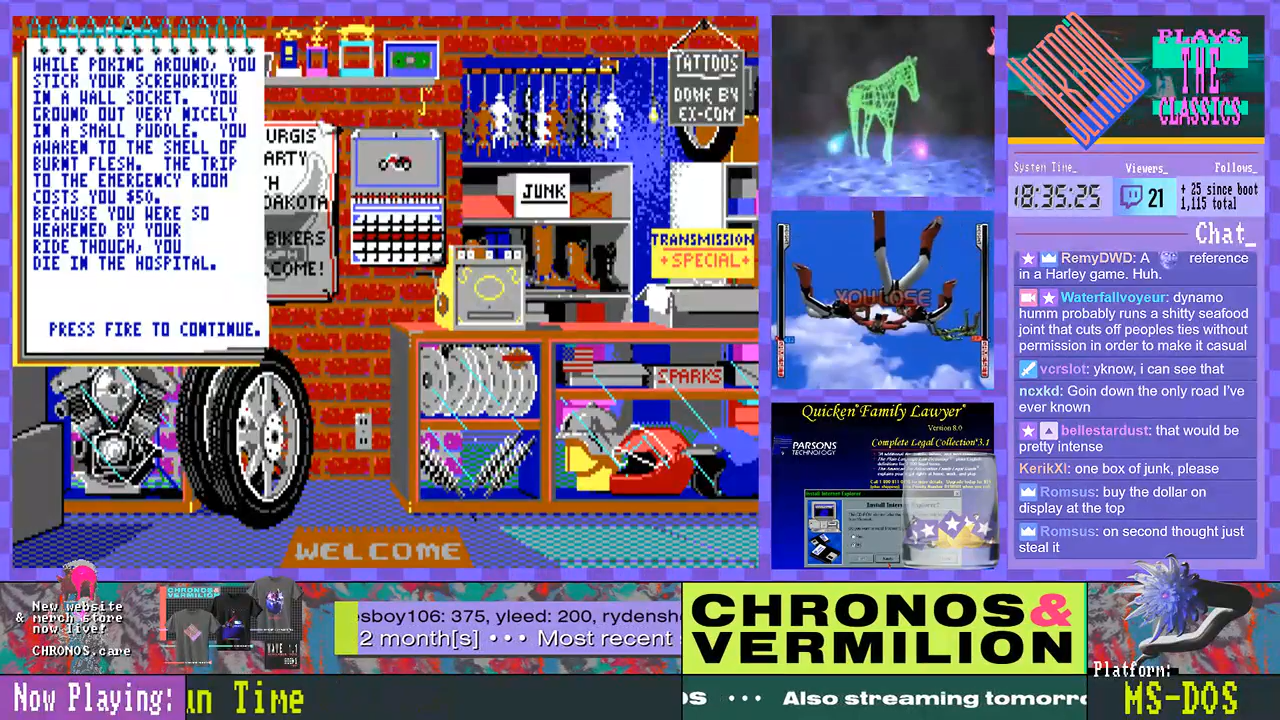 WHILE POKING AROUND, YOU
STICK YOUR SCREWDRIVER
IN A WALL SOCKET. YOU
GROUND OUT VERY NICELY
IN A SMALL PUDDLE. YOU
AWAKEN TO THE SMELL OF
BURNT FLESH. THE TRIP
TO THE EMERGENCY ROOM
COSTS YOU $50.
BECAUSE YOU WERE SO
WEAKENED BY YOUR
RIDE THOUGH, YOU
DIE IN THE HOSPITAL.
PRESS FIRE TO CONTINUE.
URGIS
ARTY
DAKOTA
BIKERS
COME!
JUNK
TATTOOS
DONE BY
EX-COM
TRANSMISSION
SPECIAL
SPARKS
WELCOME
YOU LOSE
Quicken Family Lawyer
Version 8.0
Complete Legal Collection 3.1
PARSONS
TECHNOLOGY
PLAYS
THE
CLASSICS
System Time_
Viewers_
Follows_
18:35:25
21
+ 25 since boot
1,115 total
Chat_
RemyDWD: A reference
in a Harley game. Huh.
Waterfallvoyeur: dynamo
humm probably runs a shitty seafood
joint that cuts off peoples ties without
permission in order to make it casual
vcrslot: yknow, i can see that
ncxkd: Goin down the only road I've
ever known
bellestardust: that would be
pretty intense
KerikXI: one box of junk, please
Romsus: buy the dollar on
display at the top
Romsus: on second thought just
steal it
New website
& merch store
now live!
CHRONOS.care
esboy106: 375, yleed: 200, rydensh
2 month[s] ••• Most recent
CHRONOS&
VERMILION
Platform:
MS-DOS
Now Playing:
un Time
OS ••• Also streaming tomorro